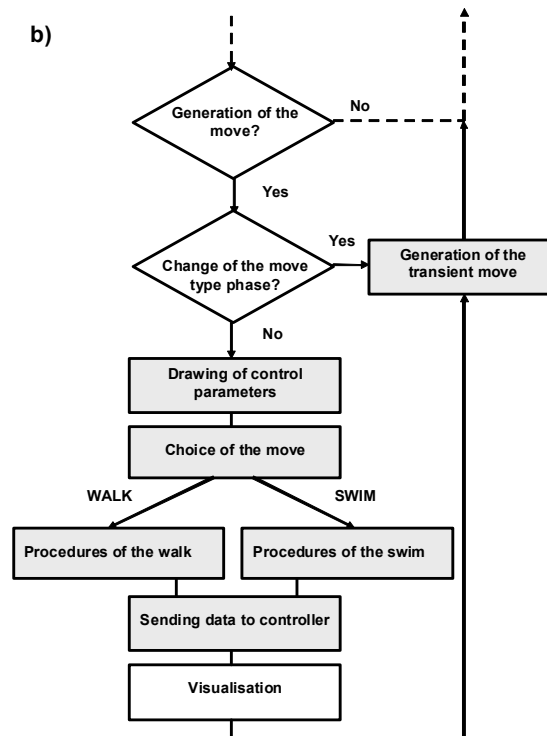 b)
Generation of the
move?
No
Yes
Change of the move
type phase?
Yes
Generation of the
transient move
No
Drawing of control
parameters
Choice of the move
WALK
SWIM
Procedures of the walk
Procedures of the swim
Sending data to controller
Visualisation